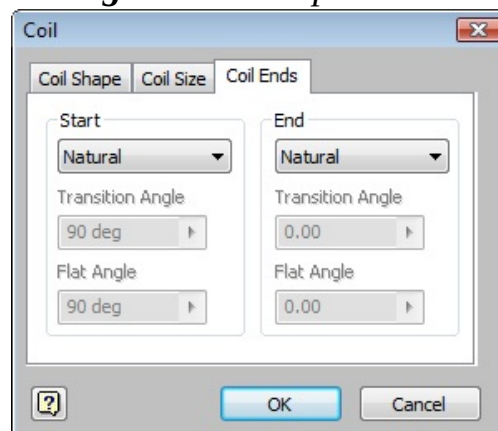 Coil
Coil Shape Coil Size Coil Ends
Start
Natural
Transition Angle
90 deg
Flat Angle
90 deg
End
Natural
Transition Angle
0.00
Flat Angle
0.00
?
OK Cancel